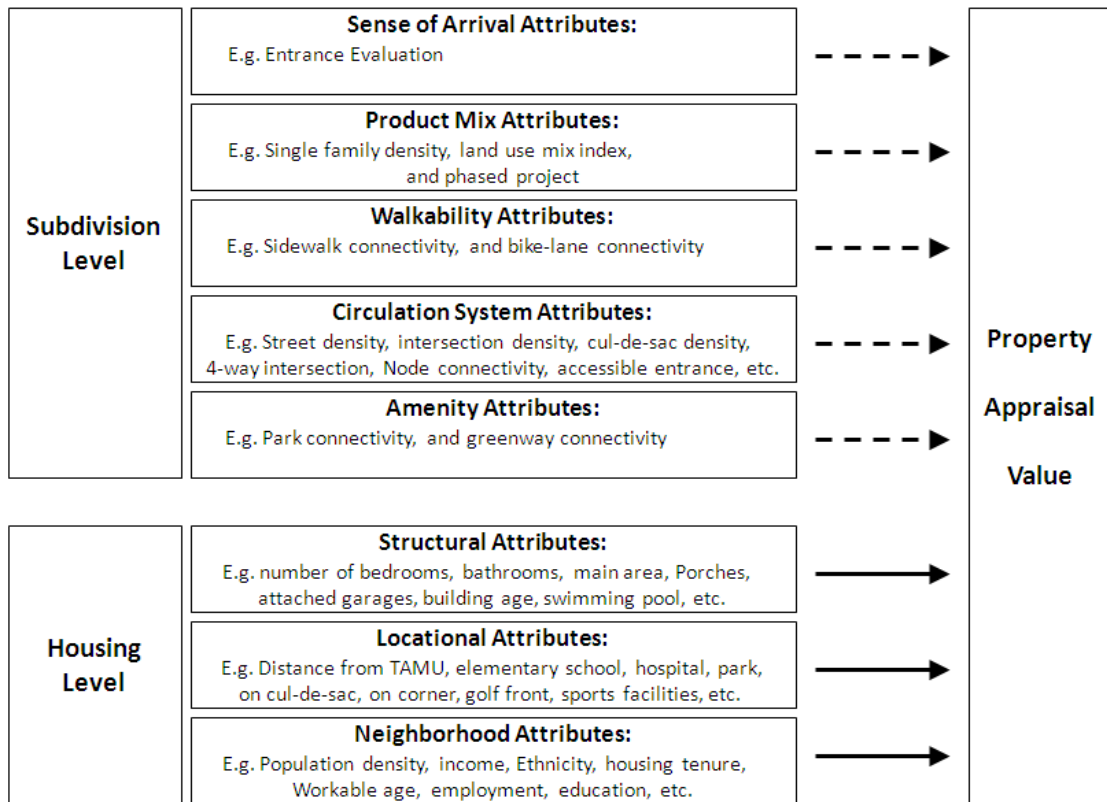 Subdivision
Level
Sense of Arrival Attributes:
E.g. Entrance Evaluation
Product Mix Attributes:
E.g. Single family density, land use mix index,
and phased project
Walkability Attributes:
E.g. Sidewalk connectivity, and bike-lane connectivity
Circulation System Attributes:
E.g. Street density, intersection density, cul-de-sac density,
4-way intersection, Node connectivity, accessible entrance, etc.
Amenity Attributes:
E.g. Park connectivity, and greenway connectivity
Housing
Level
Structural Attributes:
E.g. number of bedrooms, bathrooms, main area, Porches,
attached garages, building age, swimming pool, etc.
Locational Attributes:
E.g. Distance from TAMU, elementary school, hospital, park,
on cul-de-sac, on corner, golf front, sports facilities, etc.
Neighborhood Attributes:
E.g. Population density, income, Ethnicity, housing tenure,
Workable age, employment, education, etc.
Property
Appraisal
Value